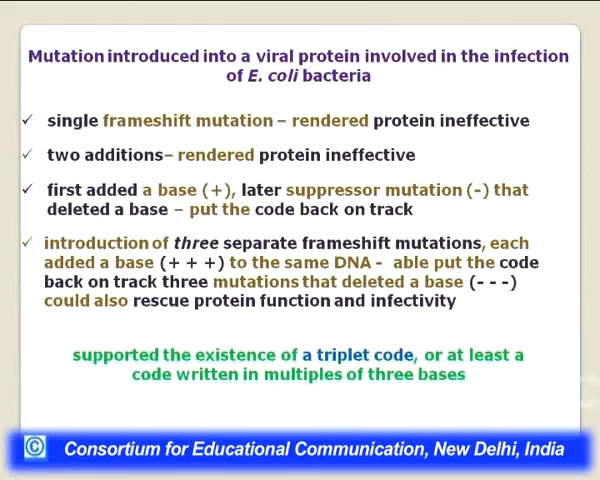 Mutation introduced into a viral protein involved in the infection
of E. coli bacteria
✓ single frameshift mutation – rendered protein ineffective
✓ two additions– rendered protein ineffective
✓ first added a base (+), later suppressor mutation (-) that
deleted a base – put the code back on track
✓ introduction of three separate frameshift mutations, each
added a base (+ + +) to the same DNA - able put the code
back on track three mutations that deleted a base (- - -)
could also rescue protein function and infectivity
supported the existence of a triplet code, or at least a
code written in multiples of three bases
© Consortium for Educational Communication, New Delhi, India